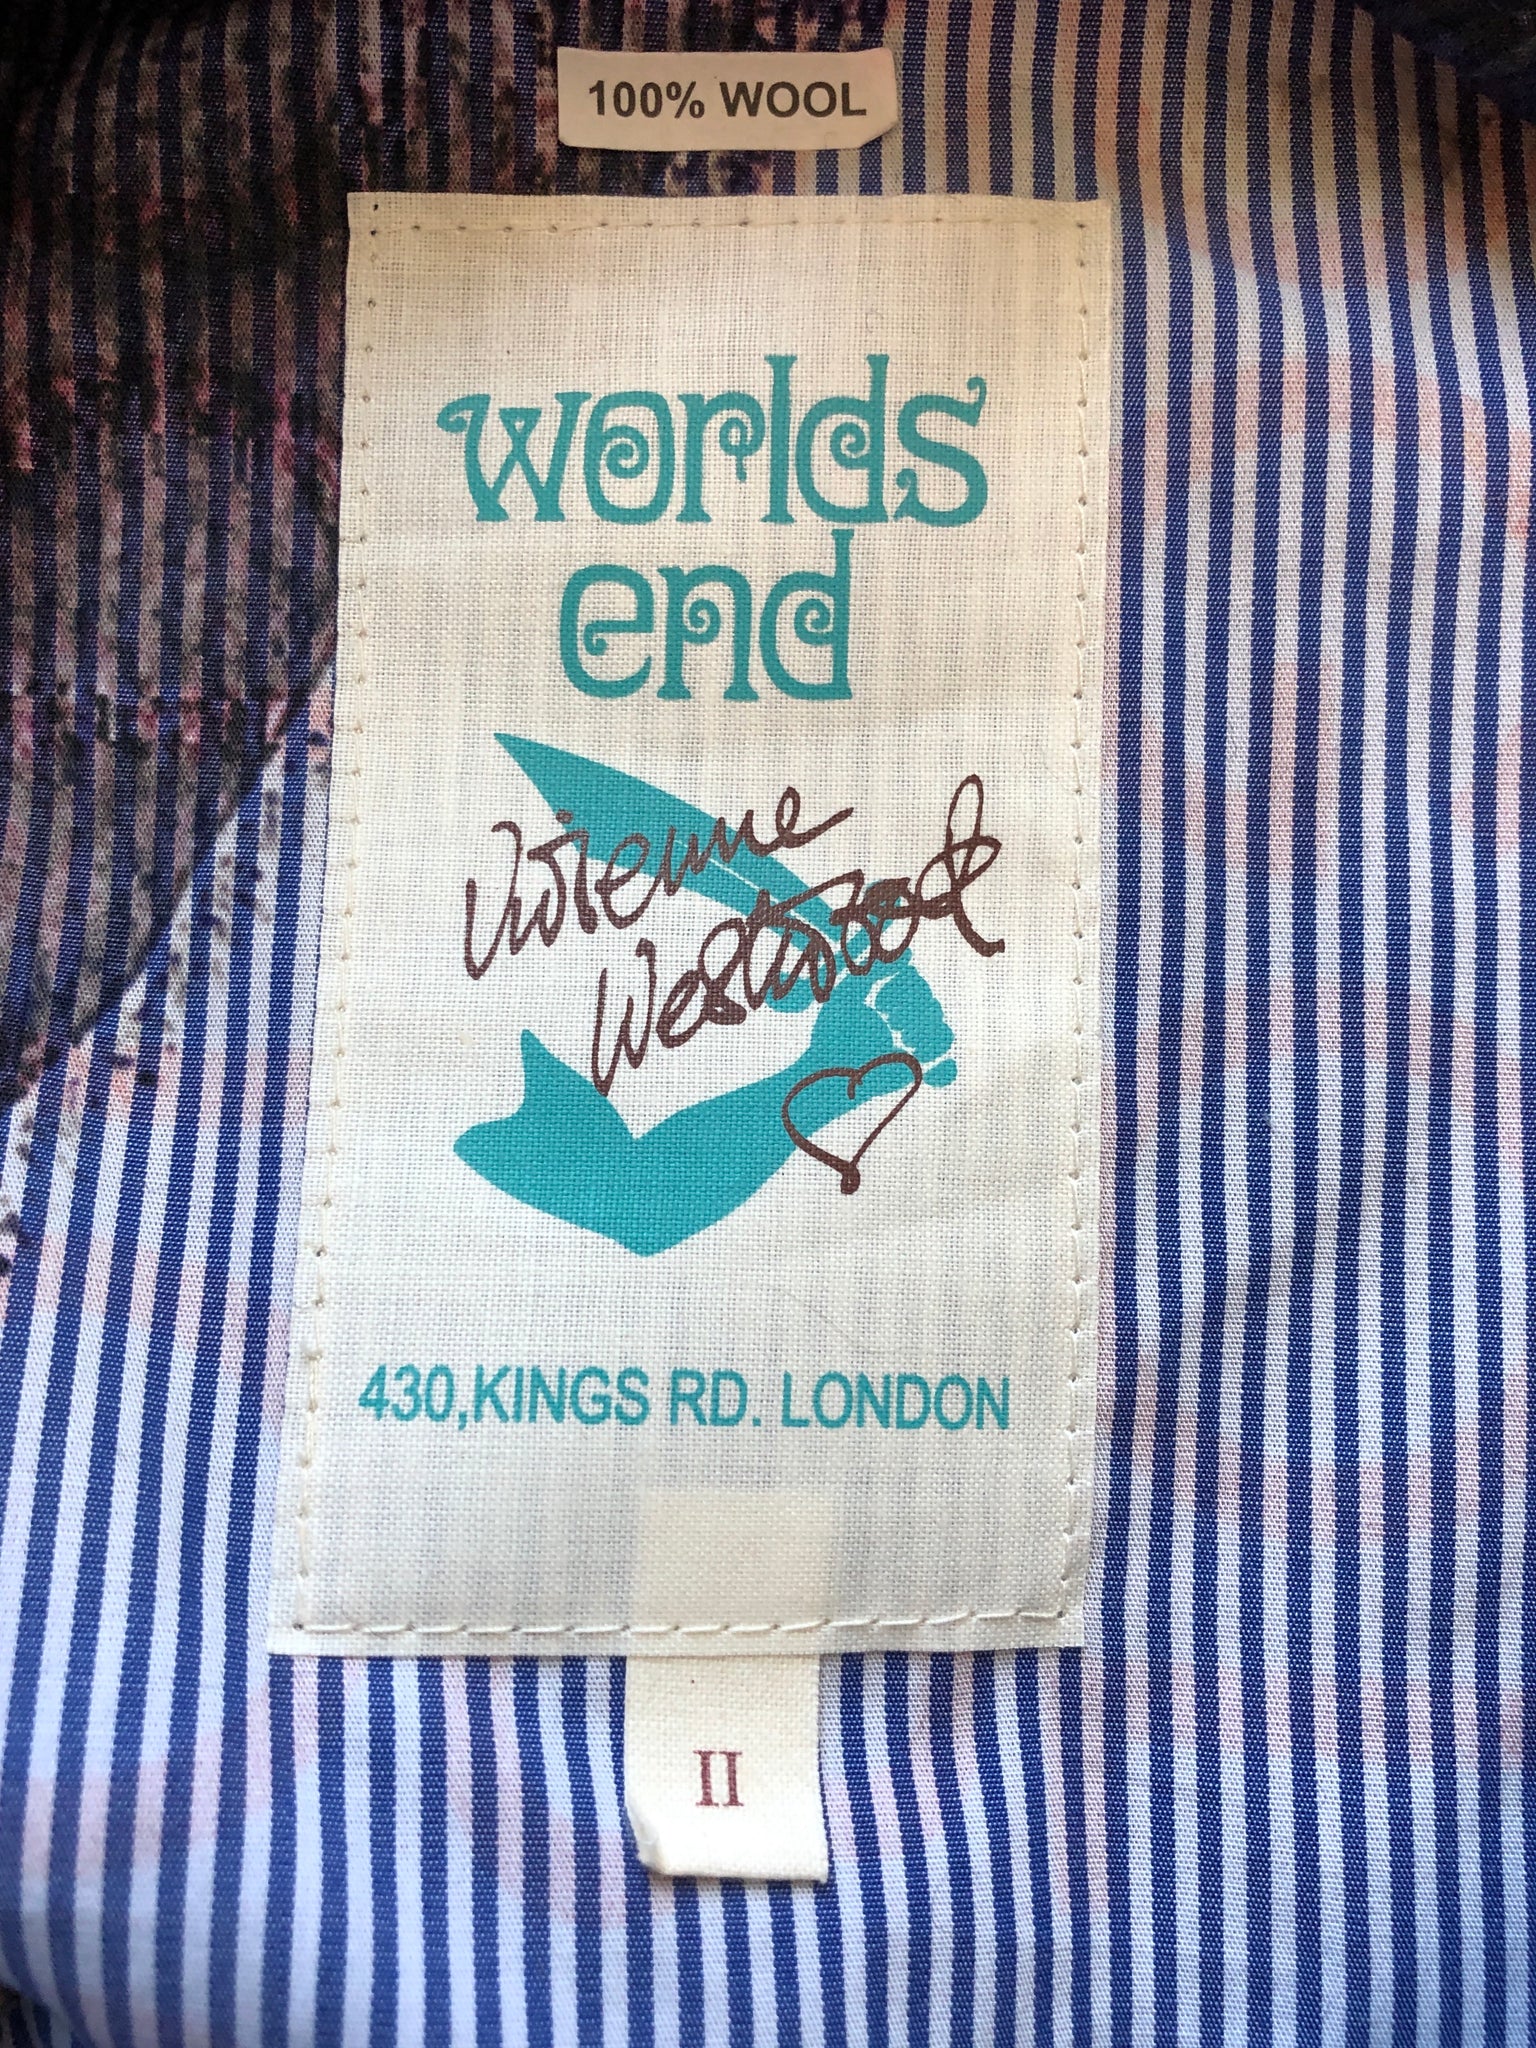 100% WOOL
worlds
end
Vivienne
Westwood
430,KINGS RD. LONDON
II